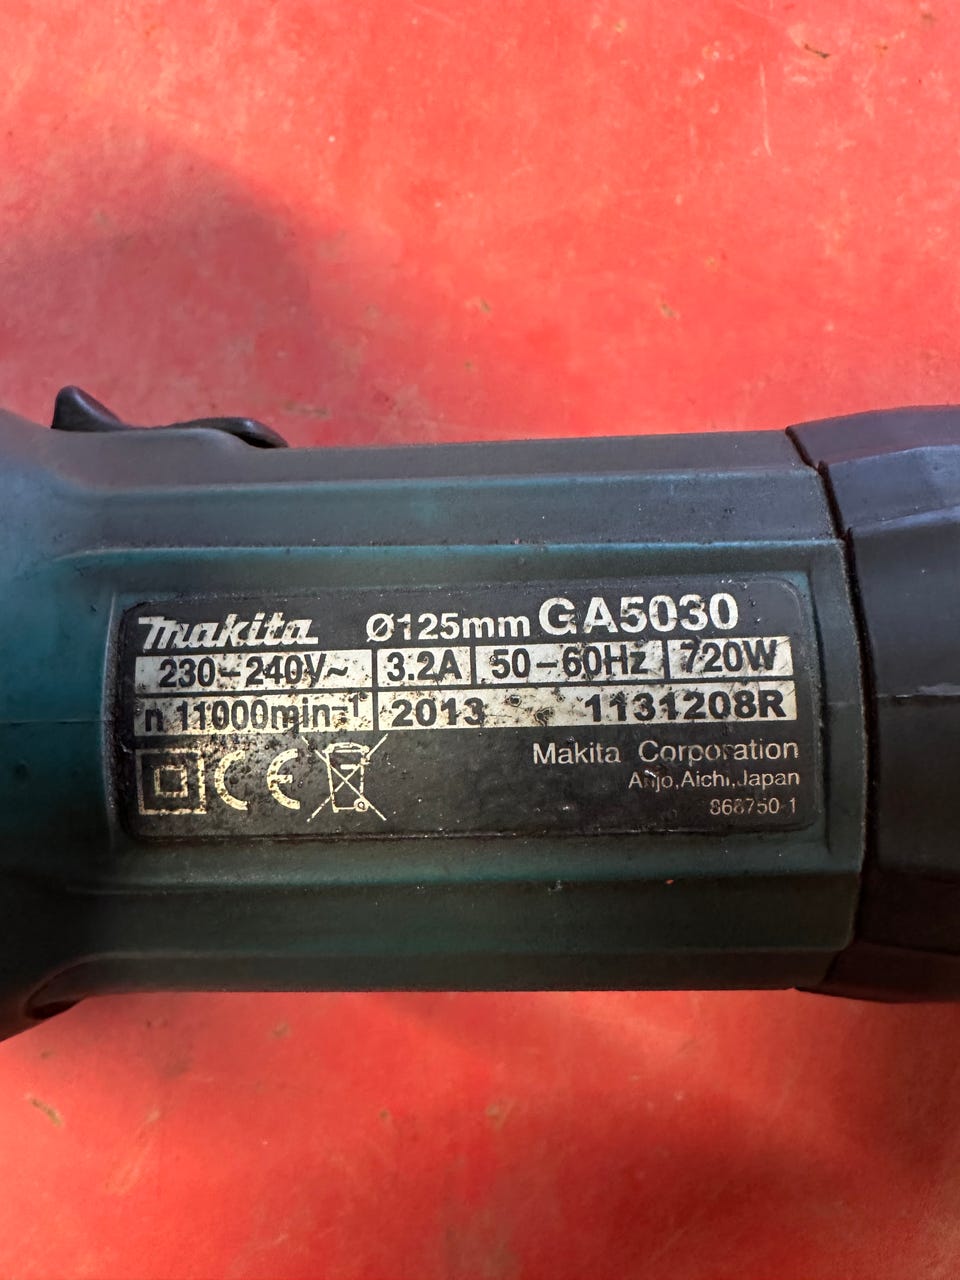 makita Ø125mm GA5030
230-240V~ 3.2A 50-60Hz 720W
n 11000min⁻¹ 2013 1131208R
CE Makita Corporation
Anjo,Aichi,Japan
868750-1